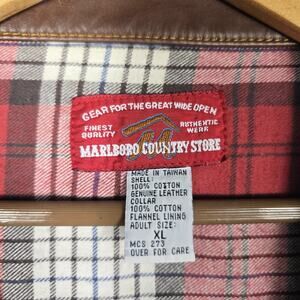 GEAR FOR THE GREAT WIDE OPEN
FINEST QUALITY
AUTHENTIC WEAR
MARLBORO COUNTRY STORE
MADE IN TAIWAN
SHELL:
100% COTTON
GENUINE LEATHER
COLLAR
100% COTTON
FLANNEL LINING
ADULT SIZE:
XL
MCS 273
OVER FOR CARE